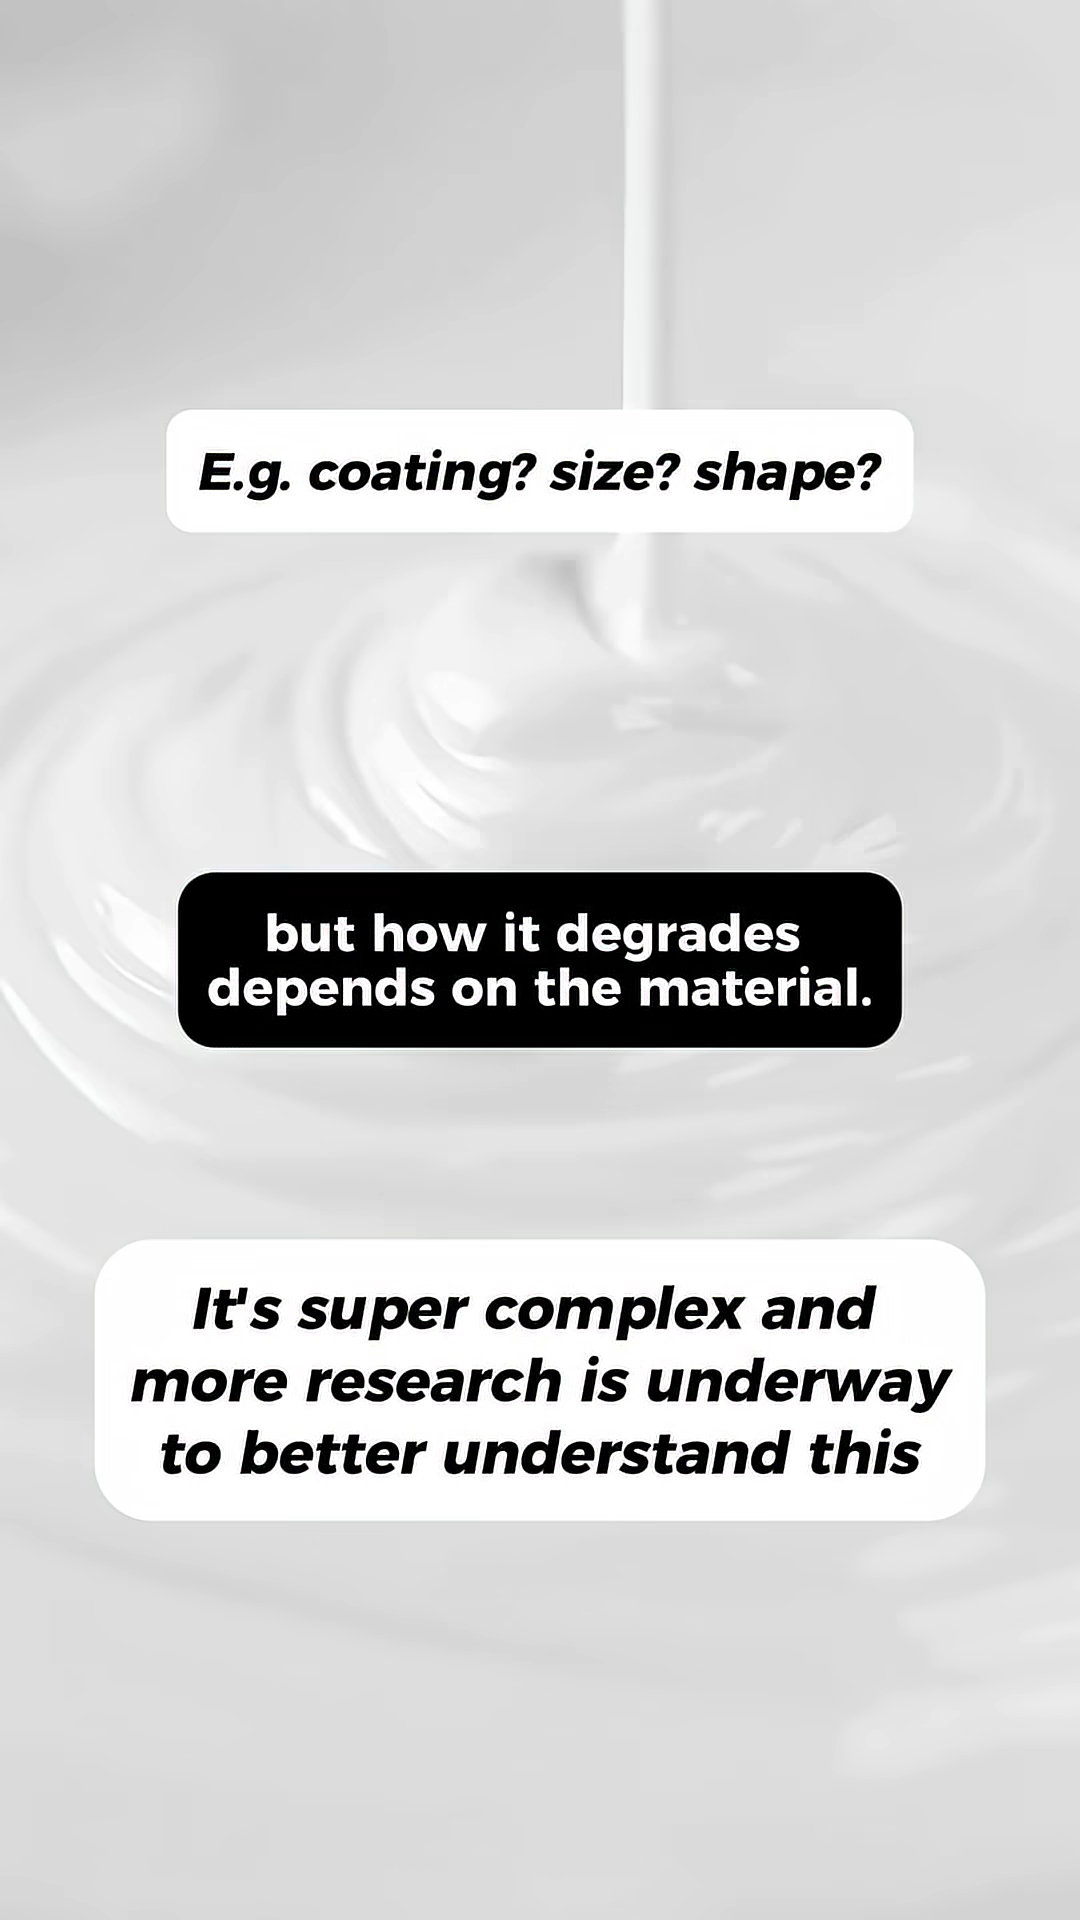 E.g. coating? size? shape?
but how it degrades
depends on the material.
It's super complex and
more research is underway
to better understand this